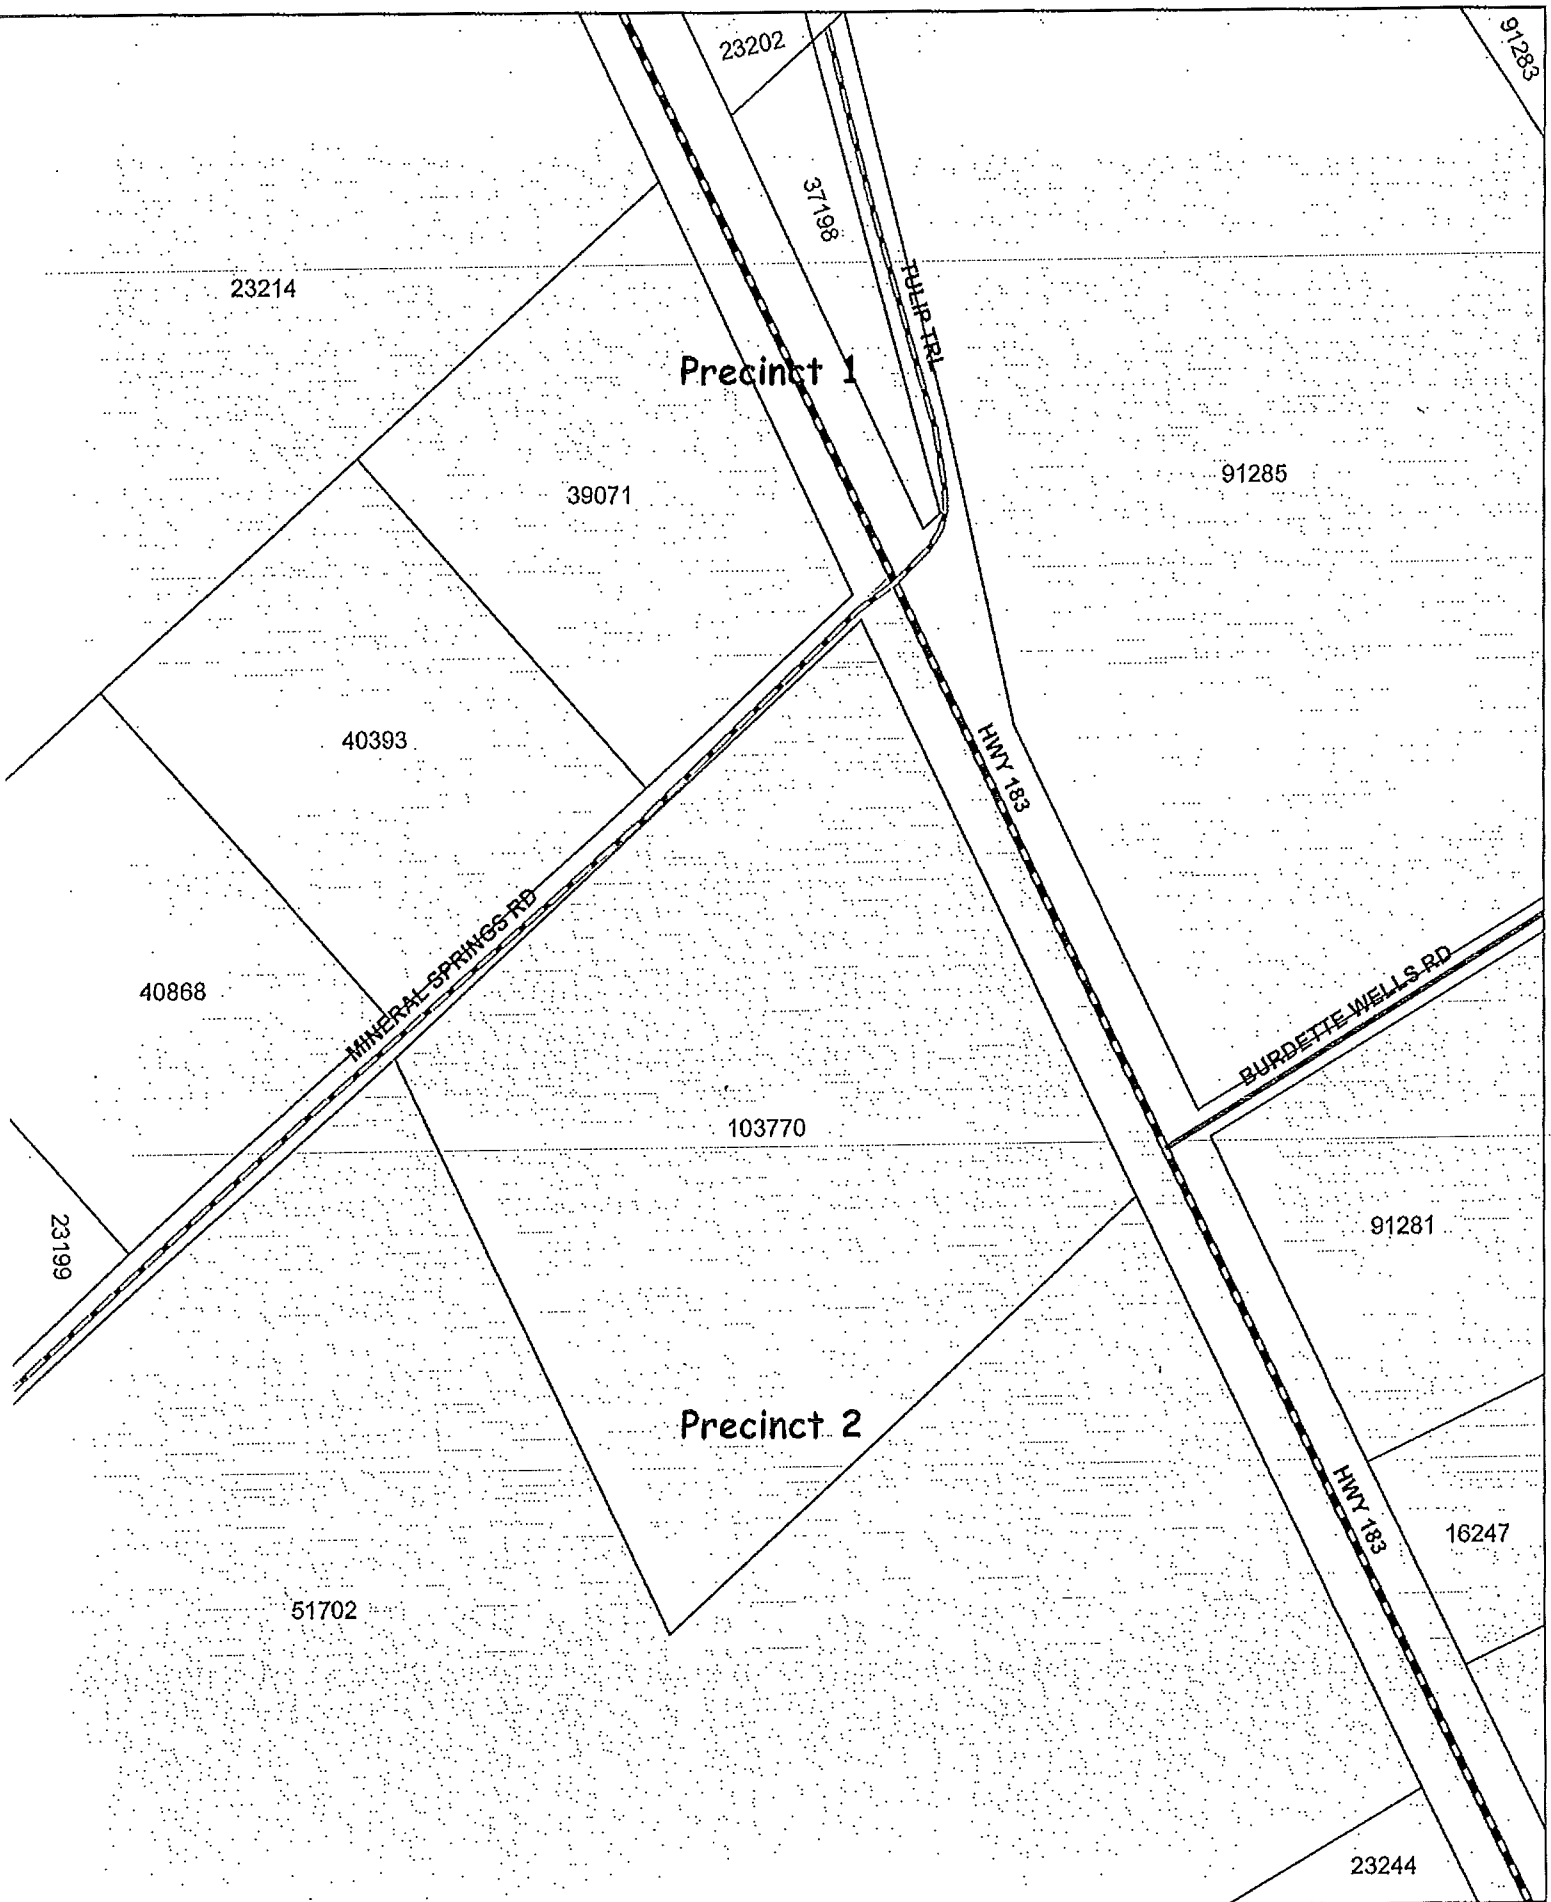 23202
91283
37198
23214
TULIP TRL
Precinct 1
91285
39071
40393
HWY 183
MINERAL SPRINGS RD
40868
BURDETTE WELLS RD
103770
23199
91281
Precinct 2
HWY 183
16247
51702
23244